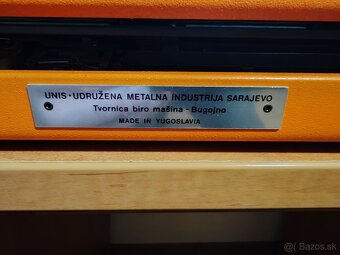 UNIS - UDRUŽENA METALNA INDUSTRIJA SARAJEVO
Tvornica biro mašina - Bugojno
MADE IN YUGOSLAVIA
Bazos.sk